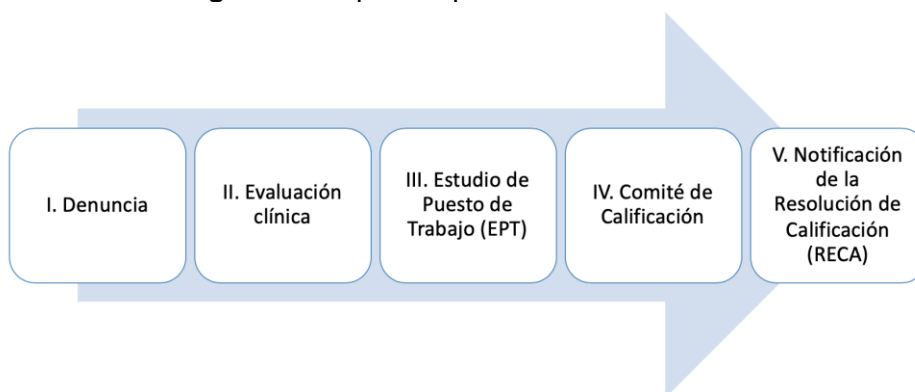 I. Denuncia
II. Evaluación
clínica
III. Estudio de
Puesto de
Trabajo (EPT)
IV. Comité de
Calificación
V. Notificación
de la
Resolución de
Calificación
(RECA)